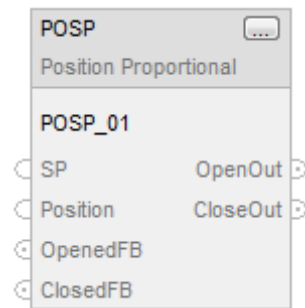 POSP ...
Position Proportional
POSP_01
SP OpenOut
Position CloseOut
OpenedFB
ClosedFB